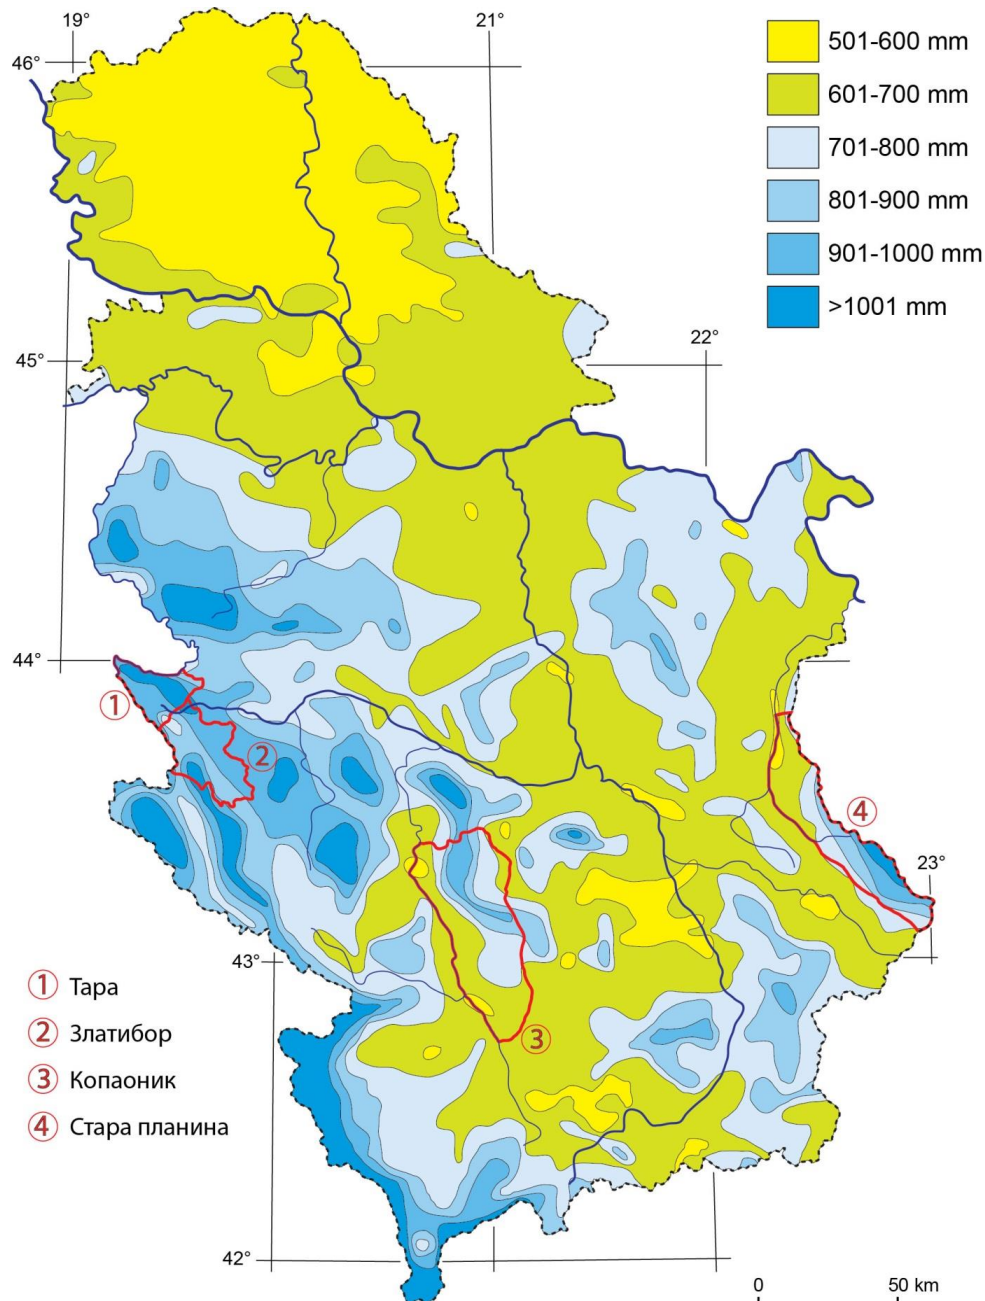 19°
21°
46°
501-600 mm
601-700 mm
701-800 mm
801-900 mm
901-1000 mm
>1001 mm
22°
45°
44°
1
2
4
23°
43°
3
1 Тара
2 Златибор
3 Копаоник
4 Стара планина
42°
0 50 km